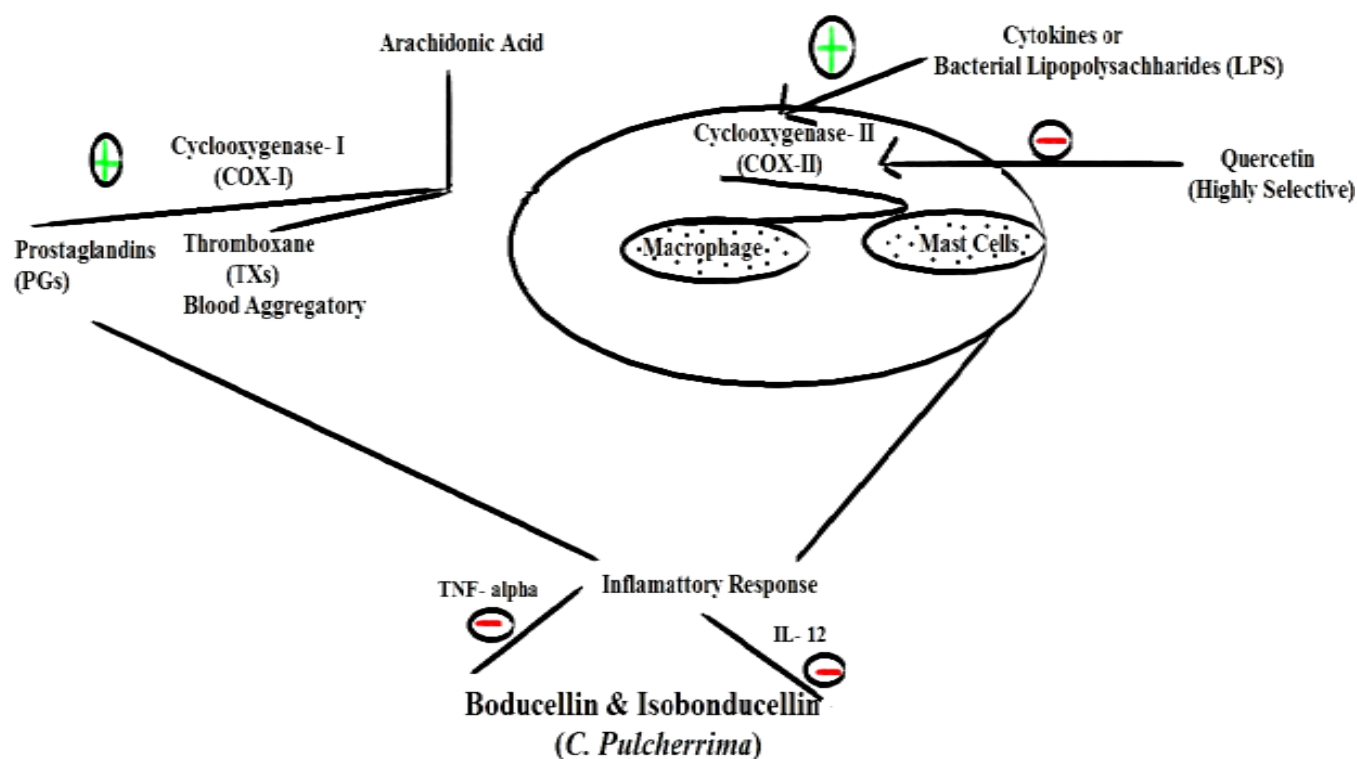 Arachidonic Acid
Cytokines or
Bacterial Lipopolysachharides (LPS)
Cyclooxygenase- I
(COX-I)
Cyclooxygenase- II
(COX-II)
Quercetin
(Highly Selective)
Prostaglandins
(PGs)
Thromboxane
(TXs)
Blood Aggregatory
Macrophage
Mast Cells
TNF- alpha
Inflamattory Response
IL- 12
Boducellin & Isobonducellin
(C. Pulcherrima)